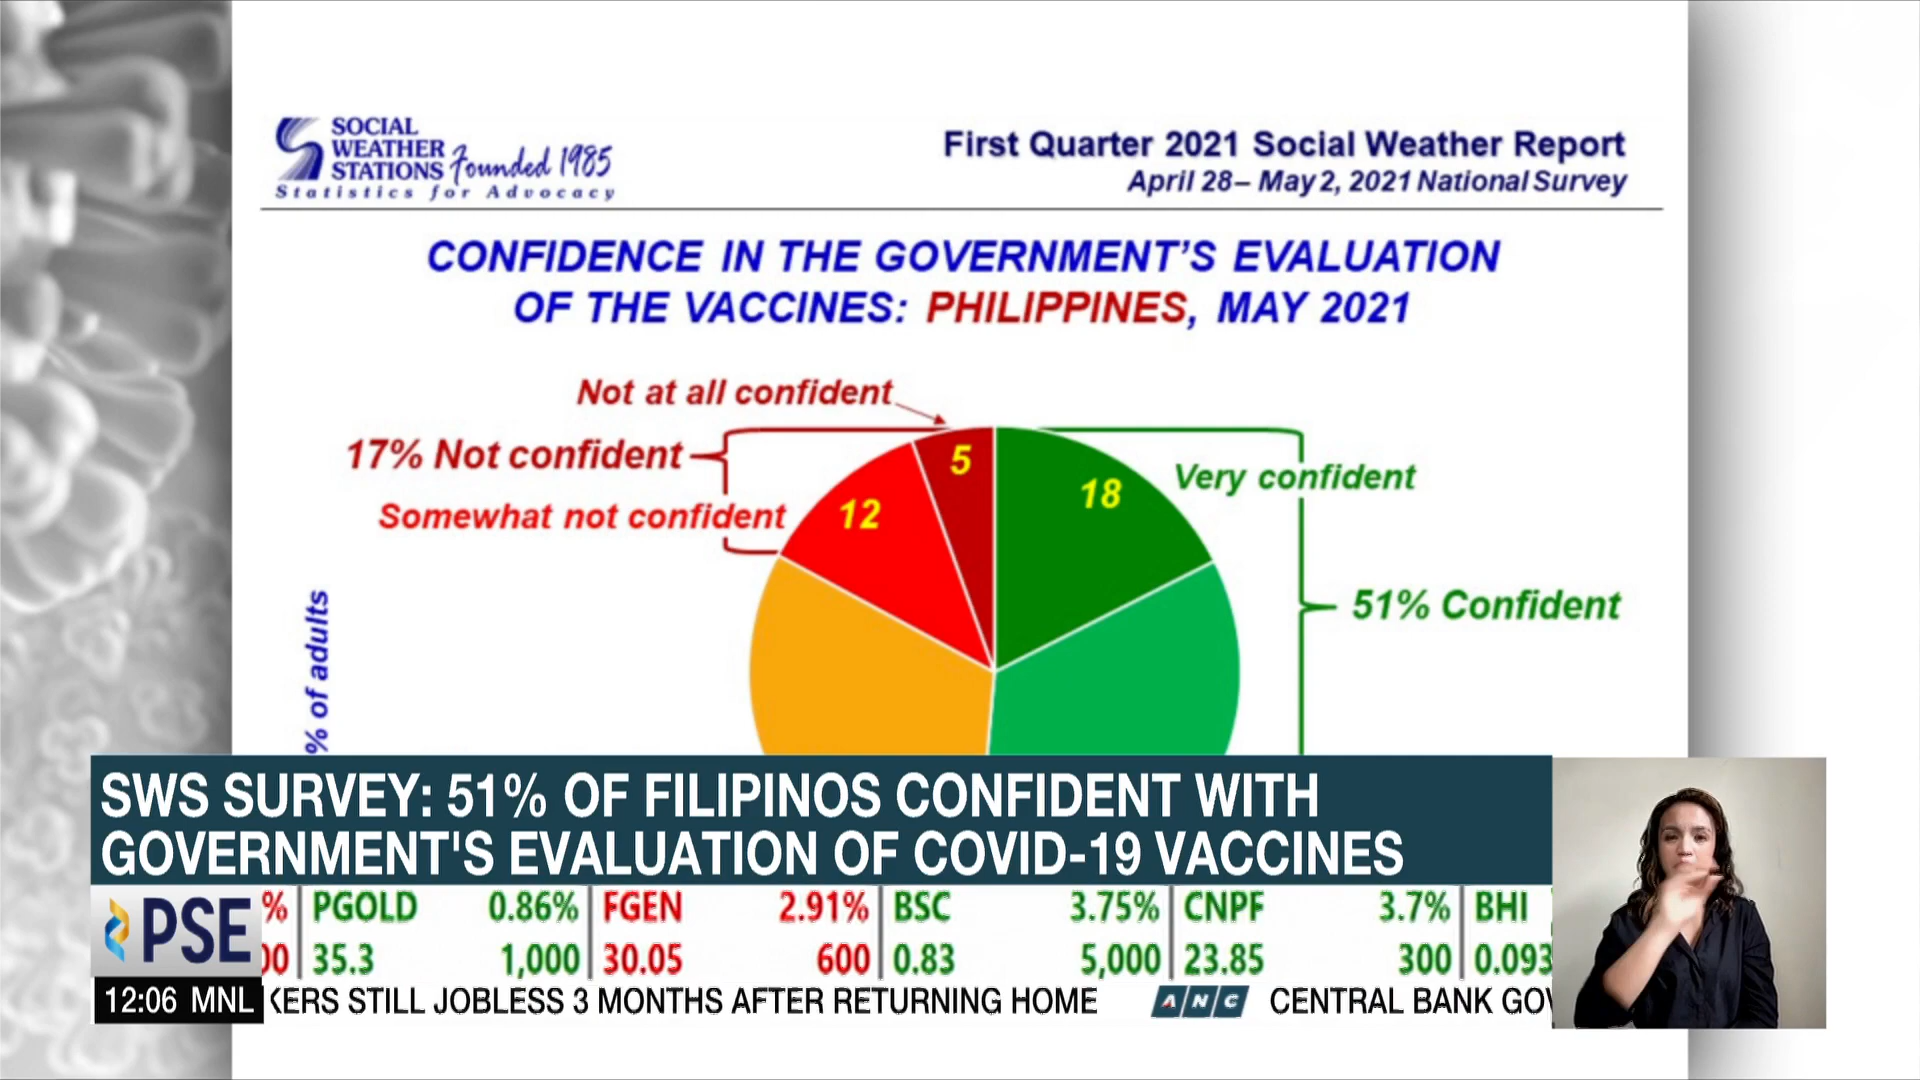 SOCIAL
WEATHER
STATIONS Founded 1985
Statistics for Advocacy
First Quarter 2021 Social Weather Report
April 28– May 2, 2021 National Survey
CONFIDENCE IN THE GOVERNMENT’S EVALUATION
OF THE VACCINES: PHILIPPINES, MAY 2021
Not at all confident
17% Not confident
Somewhat not confident
5
12
18
Very confident
51% Confident
% of adults
SWS SURVEY: 51% OF FILIPINOS CONFIDENT WITH
GOVERNMENT'S EVALUATION OF COVID-19 VACCINES
PSE
% PGOLD 0.86% FGEN 2.91% BSC 3.75% CNPF 3.7% BHI
00 35.3 1,000 30.05 600 0.83 5,000 23.85 300 0.093
12:06 MNL KERS STILL JOBLESS 3 MONTHS AFTER RETURNING HOME ANC CENTRAL BANK GOV